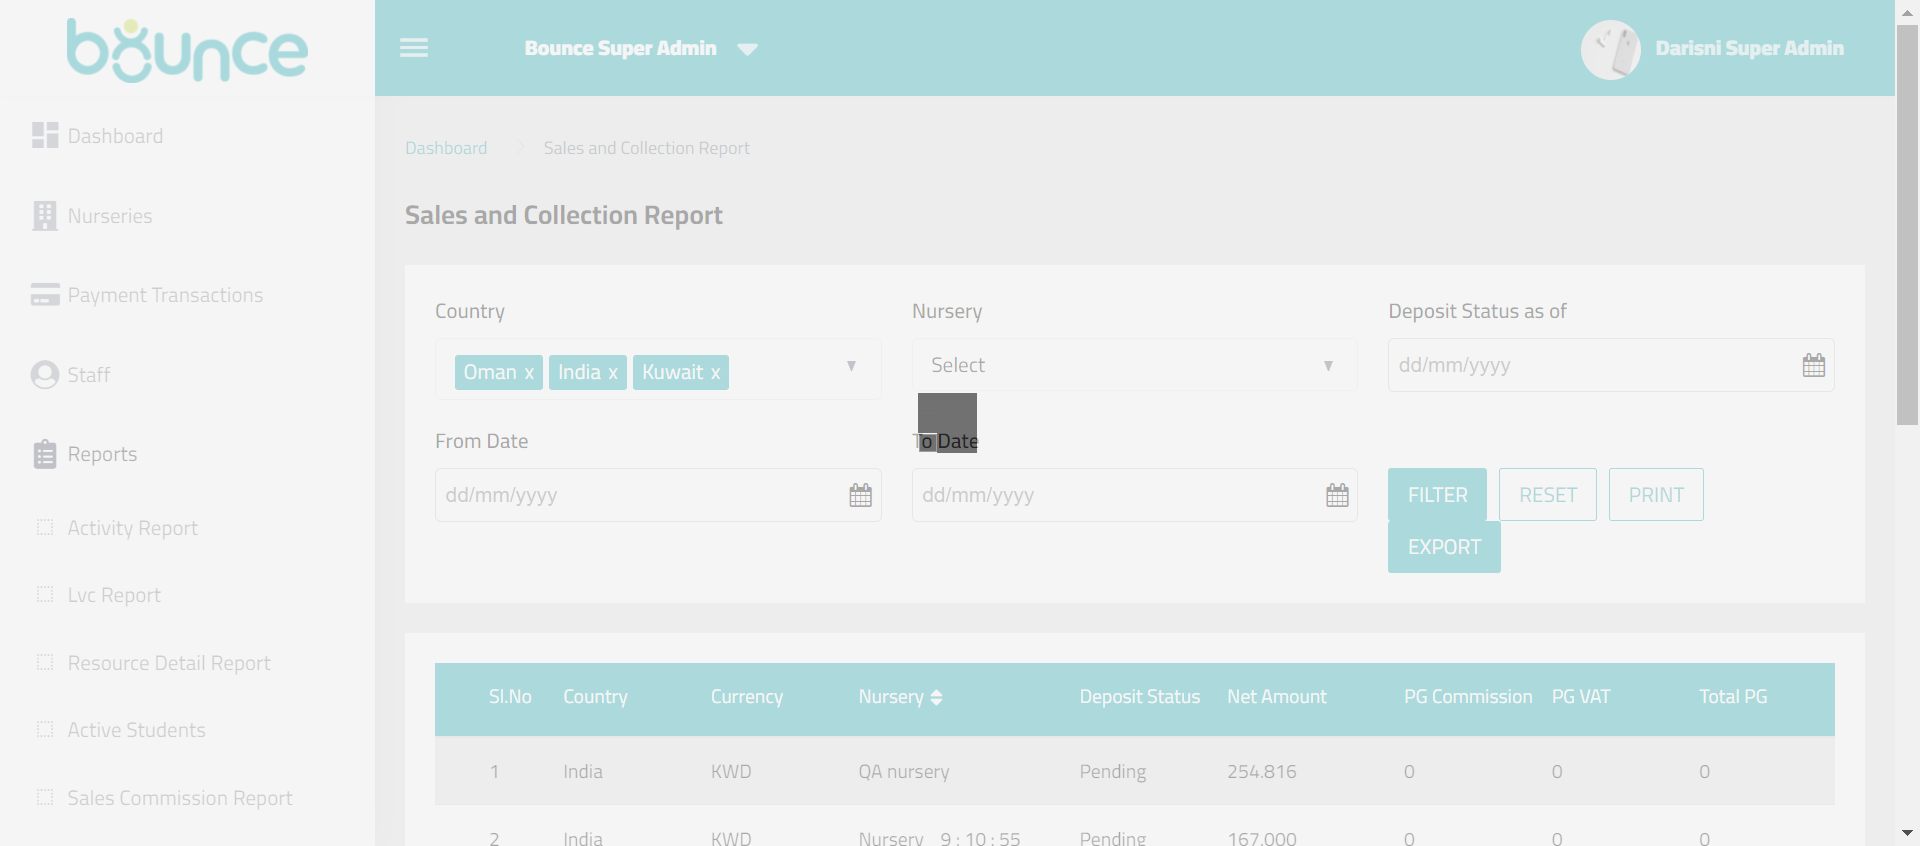 bounce
Bounce Super Admin
Darisni Super Admin
Dashboard
Nurseries
Payment Transactions
Staff
Reports
Activity Report
Lvc Report
Resource Detail Report
Active Students
Sales Commission Report
Dashboard Sales and Collection Report
Sales and Collection Report
Country Nursery Deposit Status as of
Oman x India x Kuwait x Select dd/mm/yyyy
From Date To Date
dd/mm/yyyy dd/mm/yyyy FILTER RESET PRINT
EXPORT
Sl.No Country Currency Nursery Deposit Status Net Amount PG Commission PG VAT Total PG
1 India KWD QA nursery Pending 254.816 0 0 0
2 India KWD Nursery 9 : 10 : 55 Pending 167.000 0 0 0